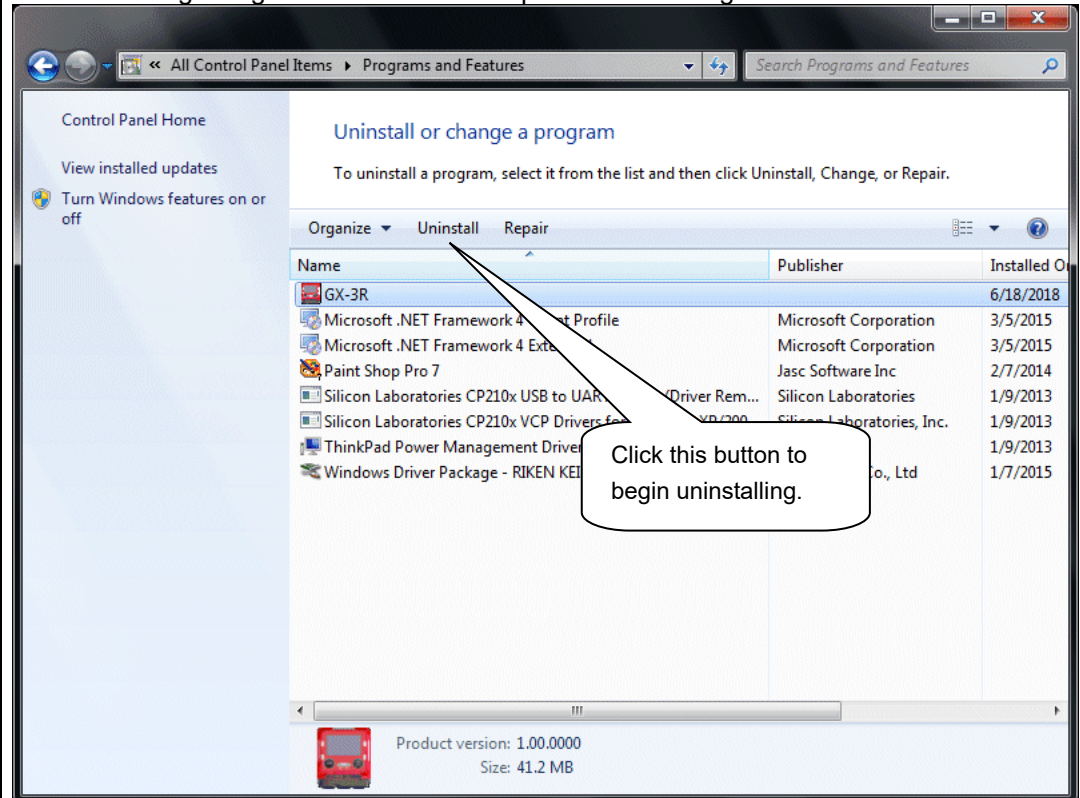 « All Control Panel Items ▸ Programs and Features
Search Programs and Features
Control Panel Home
View installed updates
Turn Windows features on or
off
Uninstall or change a program
To uninstall a program, select it from the list and then click Uninstall, Change, or Repair.
Organize Uninstall Repair
Name Publisher Installed
GX-3R 6/18/2018
Microsoft .NET Framework 4 Profile Microsoft Corporation 3/5/2015
Microsoft .NET Framework 4 Microsoft Corporation 3/5/2015
Paint Shop Pro 7 Jasc Software Inc 2/7/2014
Silicon Laboratories CP210x USB to (Driver Rem... Silicon Laboratories 1/9/2013
Silicon Laboratories CP210x VCP Drivers Laboratories, Inc. 1/9/2013
ThinkPad Power Management 1/9/2013
Windows Driver Package - RIKEN Co., Ltd 1/7/2015
Click this button to
begin uninstalling.
Product version: 1.00.0000
Size: 41.2 MB